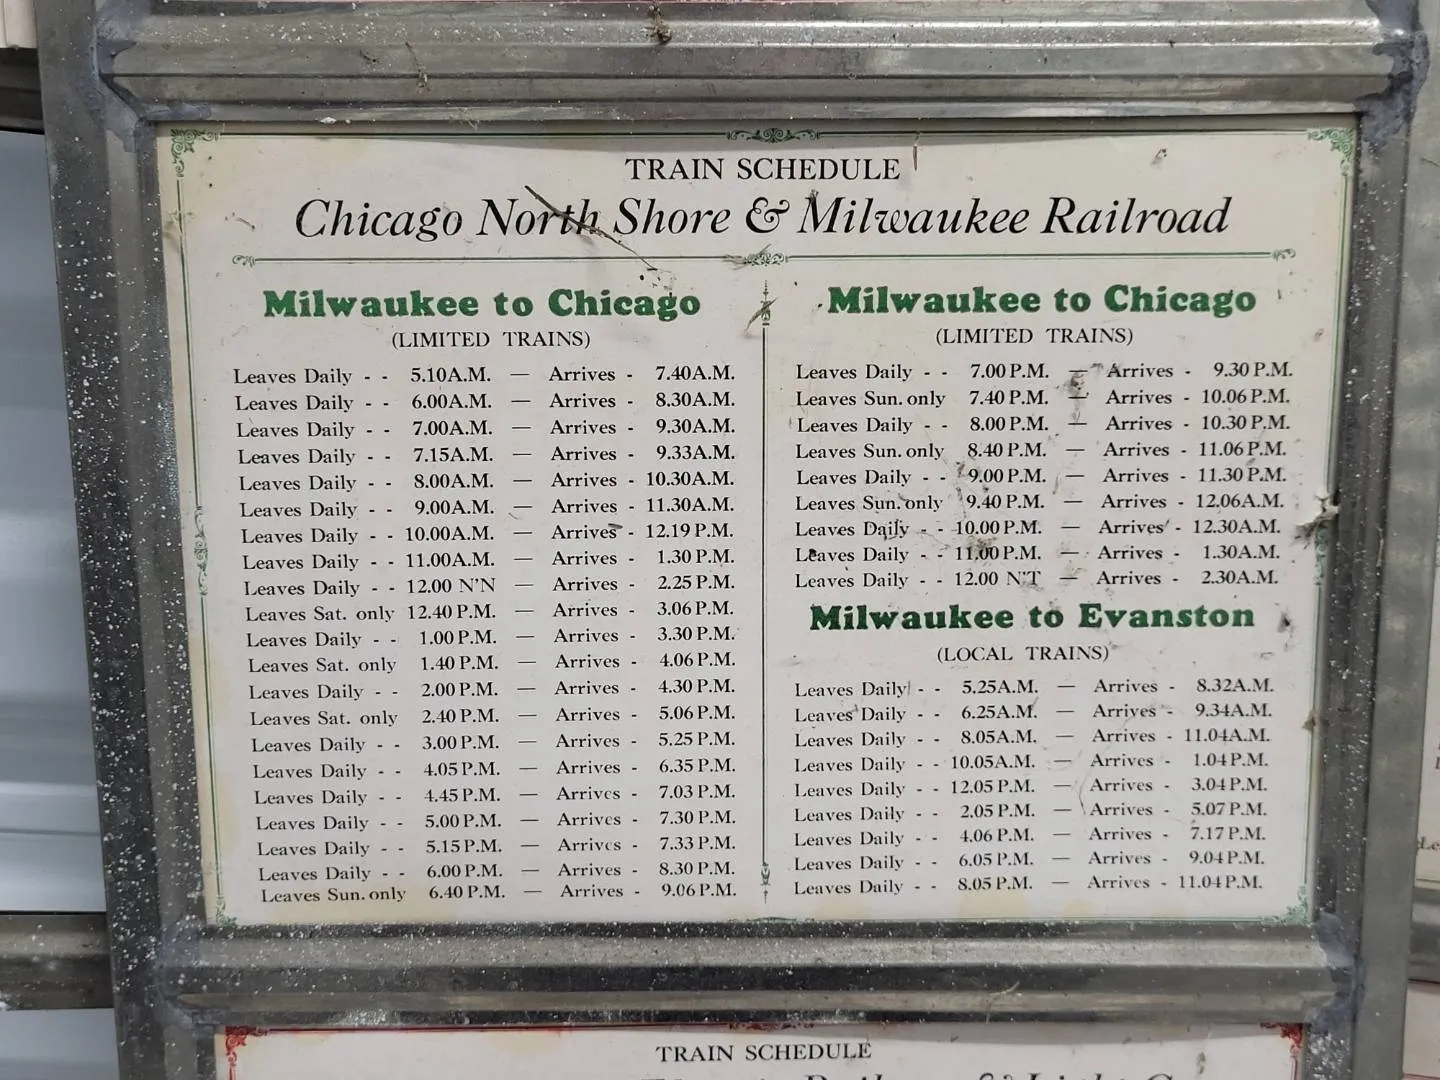 TRAIN SCHEDULE
Chicago North Shore & Milwaukee Railroad
Milwaukee to Chicago
(LIMITED TRAINS)
Leaves Daily - - 5.10A.M. — Arrives - 7.40A.M.
Leaves Daily - - 6.00A.M. — Arrives - 8.30A.M.
Leaves Daily - - 7.00A.M. — Arrives - 9.30A.M.
Leaves Daily - - 7.15A.M. — Arrives - 9.33A.M.
Leaves Daily - - 8.00A.M. — Arrives - 10.30A.M.
Leaves Daily - - 9.00A.M. — Arrives - 11.30A.M.
Leaves Daily - - 10.00A.M. — Arrives - 12.19 P.M.
Leaves Daily - - 11.00A.M. — Arrives - 1.30 P.M.
Leaves Daily - - 12.00 N'N — Arrives - 2.25 P.M.
Leaves Sat. only 12.40 P.M. — Arrives - 3.06 P.M.
Leaves Daily - - 1.00 P.M. — Arrives - 3.30 P.M.
Leaves Sat. only 1.40 P.M. — Arrives - 4.06 P.M.
Leaves Daily - - 2.00 P.M. — Arrives - 4.30 P.M.
Leaves Sat. only 2.40 P.M. — Arrives - 5.06 P.M.
Leaves Daily - - 3.00 P.M. — Arrives - 5.25 P.M.
Leaves Daily - - 4.05 P.M. — Arrives - 6.35 P.M.
Leaves Daily - - 4.45 P.M. — Arrives - 7.03 P.M.
Leaves Daily - - 5.00 P.M. — Arrives - 7.30 P.M.
Leaves Daily - - 5.15 P.M. — Arrives - 7.33 P.M.
Leaves Daily - - 6.00 P.M. — Arrives - 8.30 P.M.
Leaves Sun. only 6.40 P.M. — Arrives - 9.06 P.M.
Milwaukee to Chicago
(LIMITED TRAINS)
Leaves Daily - - 7.00 P.M. — Arrives - 9.30 P.M.
Leaves Sun. only 7.40 P.M. — Arrives - 10.06 P.M.
Leaves Daily - - 8.00 P.M. — Arrives - 10.30 P.M.
Leaves Sun. only 8.40 P.M. — Arrives - 11.06 P.M.
Leaves Daily - - 9.00 P.M. — Arrives - 11.30 P.M.
Leaves Sun. only 9.40 P.M. — Arrives - 12.06A.M.
Leaves Daily - - 10.00 P.M. — Arrives - 12.30A.M.
Leaves Daily - - 11.00 P.M. — Arrives - 1.30A.M.
Leaves Daily - - 12.00 N'T — Arrives - 2.30A.M.
Milwaukee to Evanston
(LOCAL TRAINS)
Leaves Daily - - 5.25A.M. — Arrives - 8.32A.M.
Leaves Daily - - 6.25A.M. — Arrives - 9.34A.M.
Leaves Daily - - 8.05A.M. — Arrives - 11.04A.M.
Leaves Daily - - 10.05A.M. — Arrives - 1.04 P.M.
Leaves Daily - - 12.05 P.M. — Arrives - 3.04 P.M.
Leaves Daily - - 2.05 P.M. — Arrives - 5.07 P.M.
Leaves Daily - - 4.06 P.M. — Arrives - 7.17 P.M.
Leaves Daily - - 6.05 P.M. — Arrives - 9.04 P.M.
Leaves Daily - - 8.05 P.M. — Arrives - 11.04 P.M.
TRAIN SCHEDULE